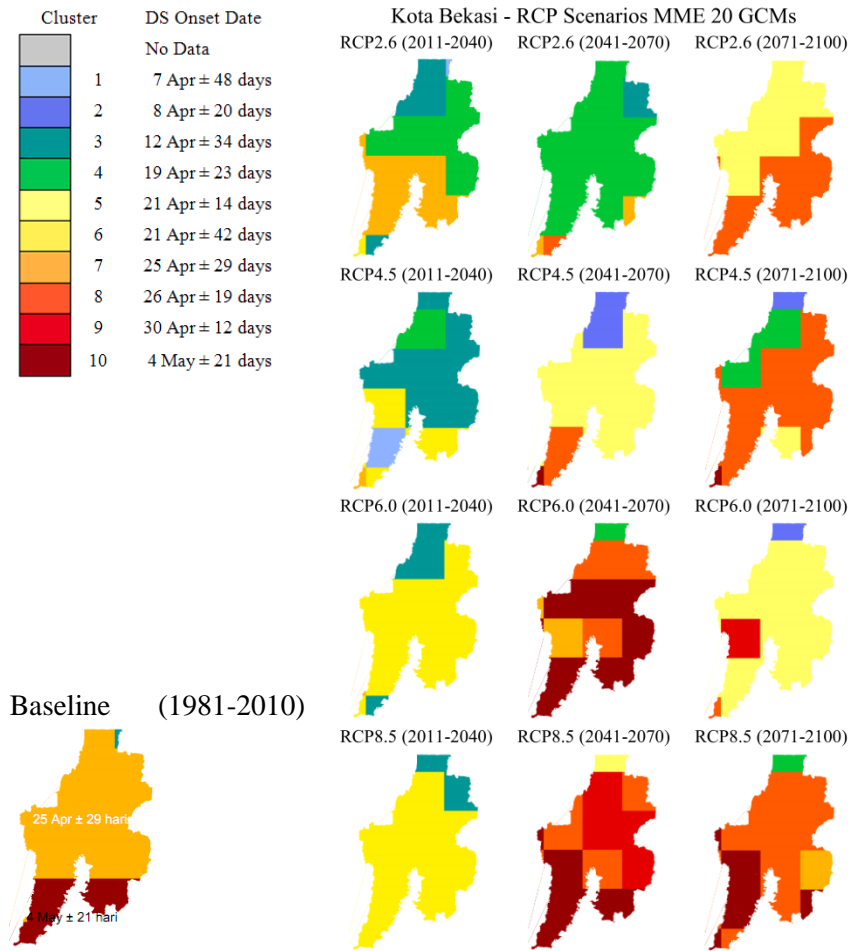 Cluster DS Onset Date
No Data
1 7 Apr ± 48 days
2 8 Apr ± 20 days
3 12 Apr ± 34 days
4 19 Apr ± 23 days
5 21 Apr ± 14 days
6 21 Apr ± 42 days
7 25 Apr ± 29 days
8 26 Apr ± 19 days
9 30 Apr ± 12 days
10 4 May ± 21 days
Kota Bekasi - RCP Scenarios MME 20 GCMs
RCP2.6 (2011-2040) RCP2.6 (2041-2070) RCP2.6 (2071-2100)
RCP4.5 (2011-2040) RCP4.5 (2041-2070) RCP4.5 (2071-2100)
RCP6.0 (2011-2040) RCP6.0 (2041-2070) RCP6.0 (2071-2100)
RCP8.5 (2011-2040) RCP8.5 (2041-2070) RCP8.5 (2071-2100)
Baseline (1981-2010)
25 Apr ± 29 hari
4 May ± 21 hari